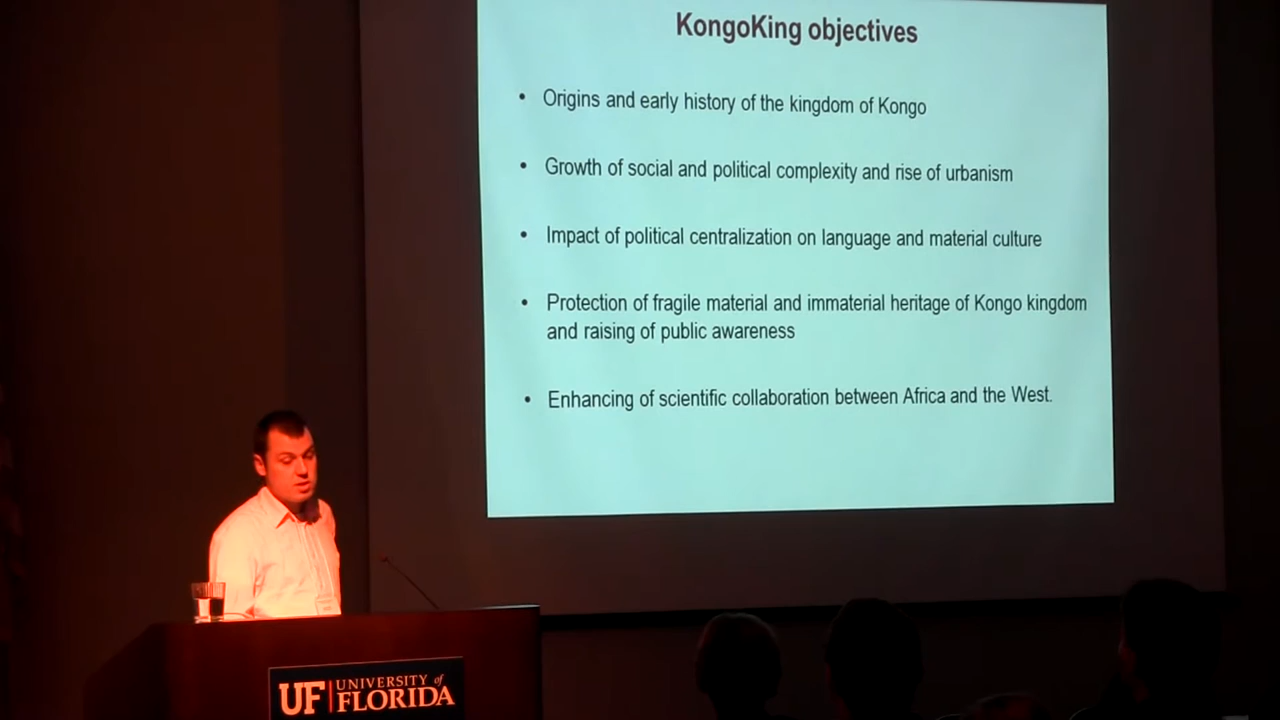 KongoKing objectives
• Origins and early history of the kingdom of Kongo
• Growth of social and political complexity and rise of urbanism
• Impact of political centralization on language and material culture
• Protection of fragile material and immaterial heritage of Kongo kingdom
and raising of public awareness
• Enhancing of scientific collaboration between Africa and the West.
UF UNIVERSITY of
FLORIDA